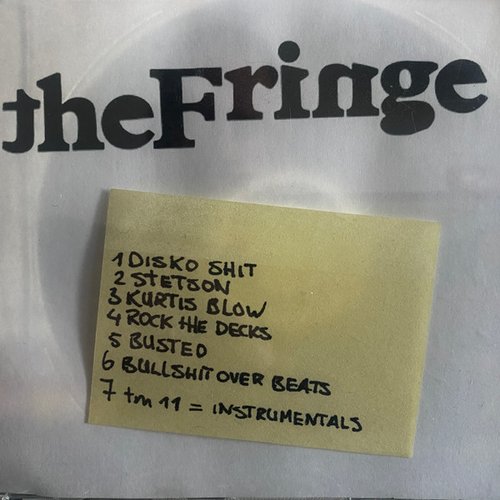 theFringe
1 DISKO SHIT
2 STETSON
3 KURTIS BLOW
4 ROCK THE DECKS
5 BUSTED
6 BULLSHIT OVER BEATS
7 tm 11 = INSTRUMENTALS